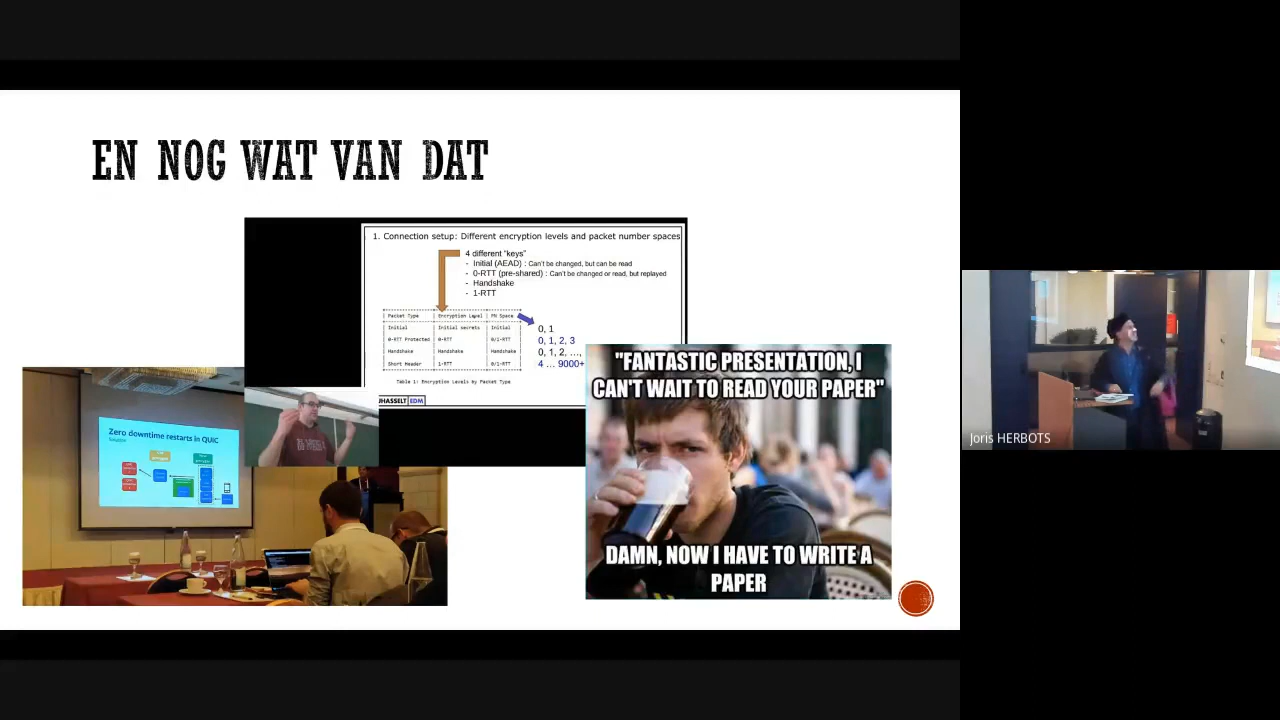 EN NOG WAT VAN DAT
1. Connection setup: Different encryption levels and packet number spaces
4 different "keys"
- Initial (AEAD) : Can't be changed, but can be read
- 0-RTT (pre-shared) : Can't be changed or read, but replayed
- Handshake
- 1-RTT
| Packet Type | Encryption Level | PN Space |
| Initial | Initial secrets | Initial |
| 0-RTT Protected | 0-RTT | 0/1-RTT |
| Handshake | Handshake | Handshake |
| Short Header | 1-RTT | 0/1-RTT |
Table 1: Encryption Levels by Packet Type
0, 1
0, 1, 2, 3
0, 1, 2, ...,
4 ... 9000+
UHASSELT EDM
Zero downtime restarts in QUIC
Solution
"FANTASTIC PRESENTATION, I
CAN'T WAIT TO READ YOUR PAPER"
DAMN, NOW I HAVE TO WRITE A
PAPER
Joris HERBOTS